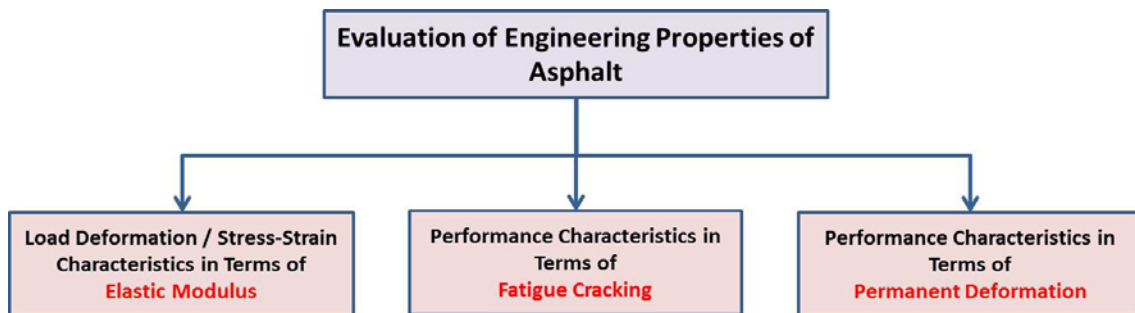 Evaluation of Engineering Properties of
Asphalt
Load Deformation / Stress-Strain
Characteristics in Terms of
Elastic Modulus
Performance Characteristics in
Terms of
Fatigue Cracking
Performance Characteristics in
Terms of
Permanent Deformation